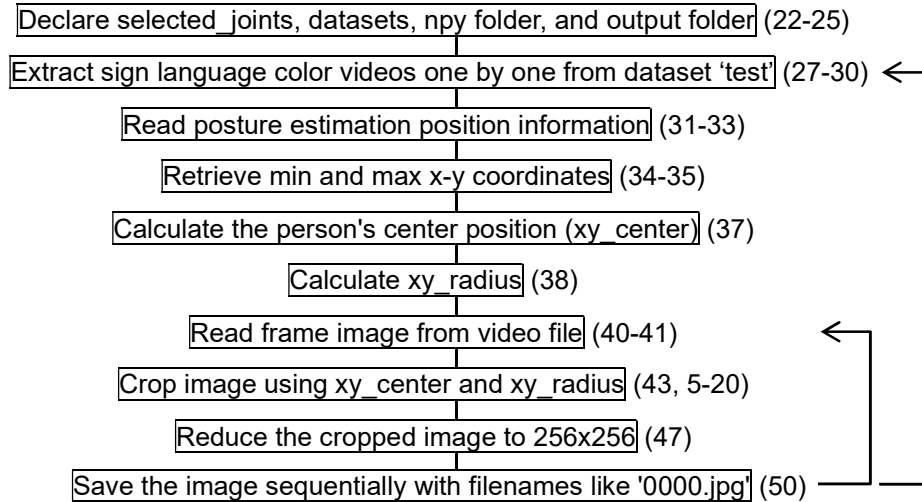 Declare selected_joints, datasets, npy folder, and output folder (22-25)
Extract sign language color videos one by one from dataset ‘test’ (27-30)
Read posture estimation position information (31-33)
Retrieve min and max x-y coordinates (34-35)
Calculate the person's center position (xy_center) (37)
Calculate xy_radius (38)
Read frame image from video file (40-41)
Crop image using xy_center and xy_radius (43, 5-20)
Reduce the cropped image to 256x256 (47)
Save the image sequentially with filenames like '0000.jpg' (50)